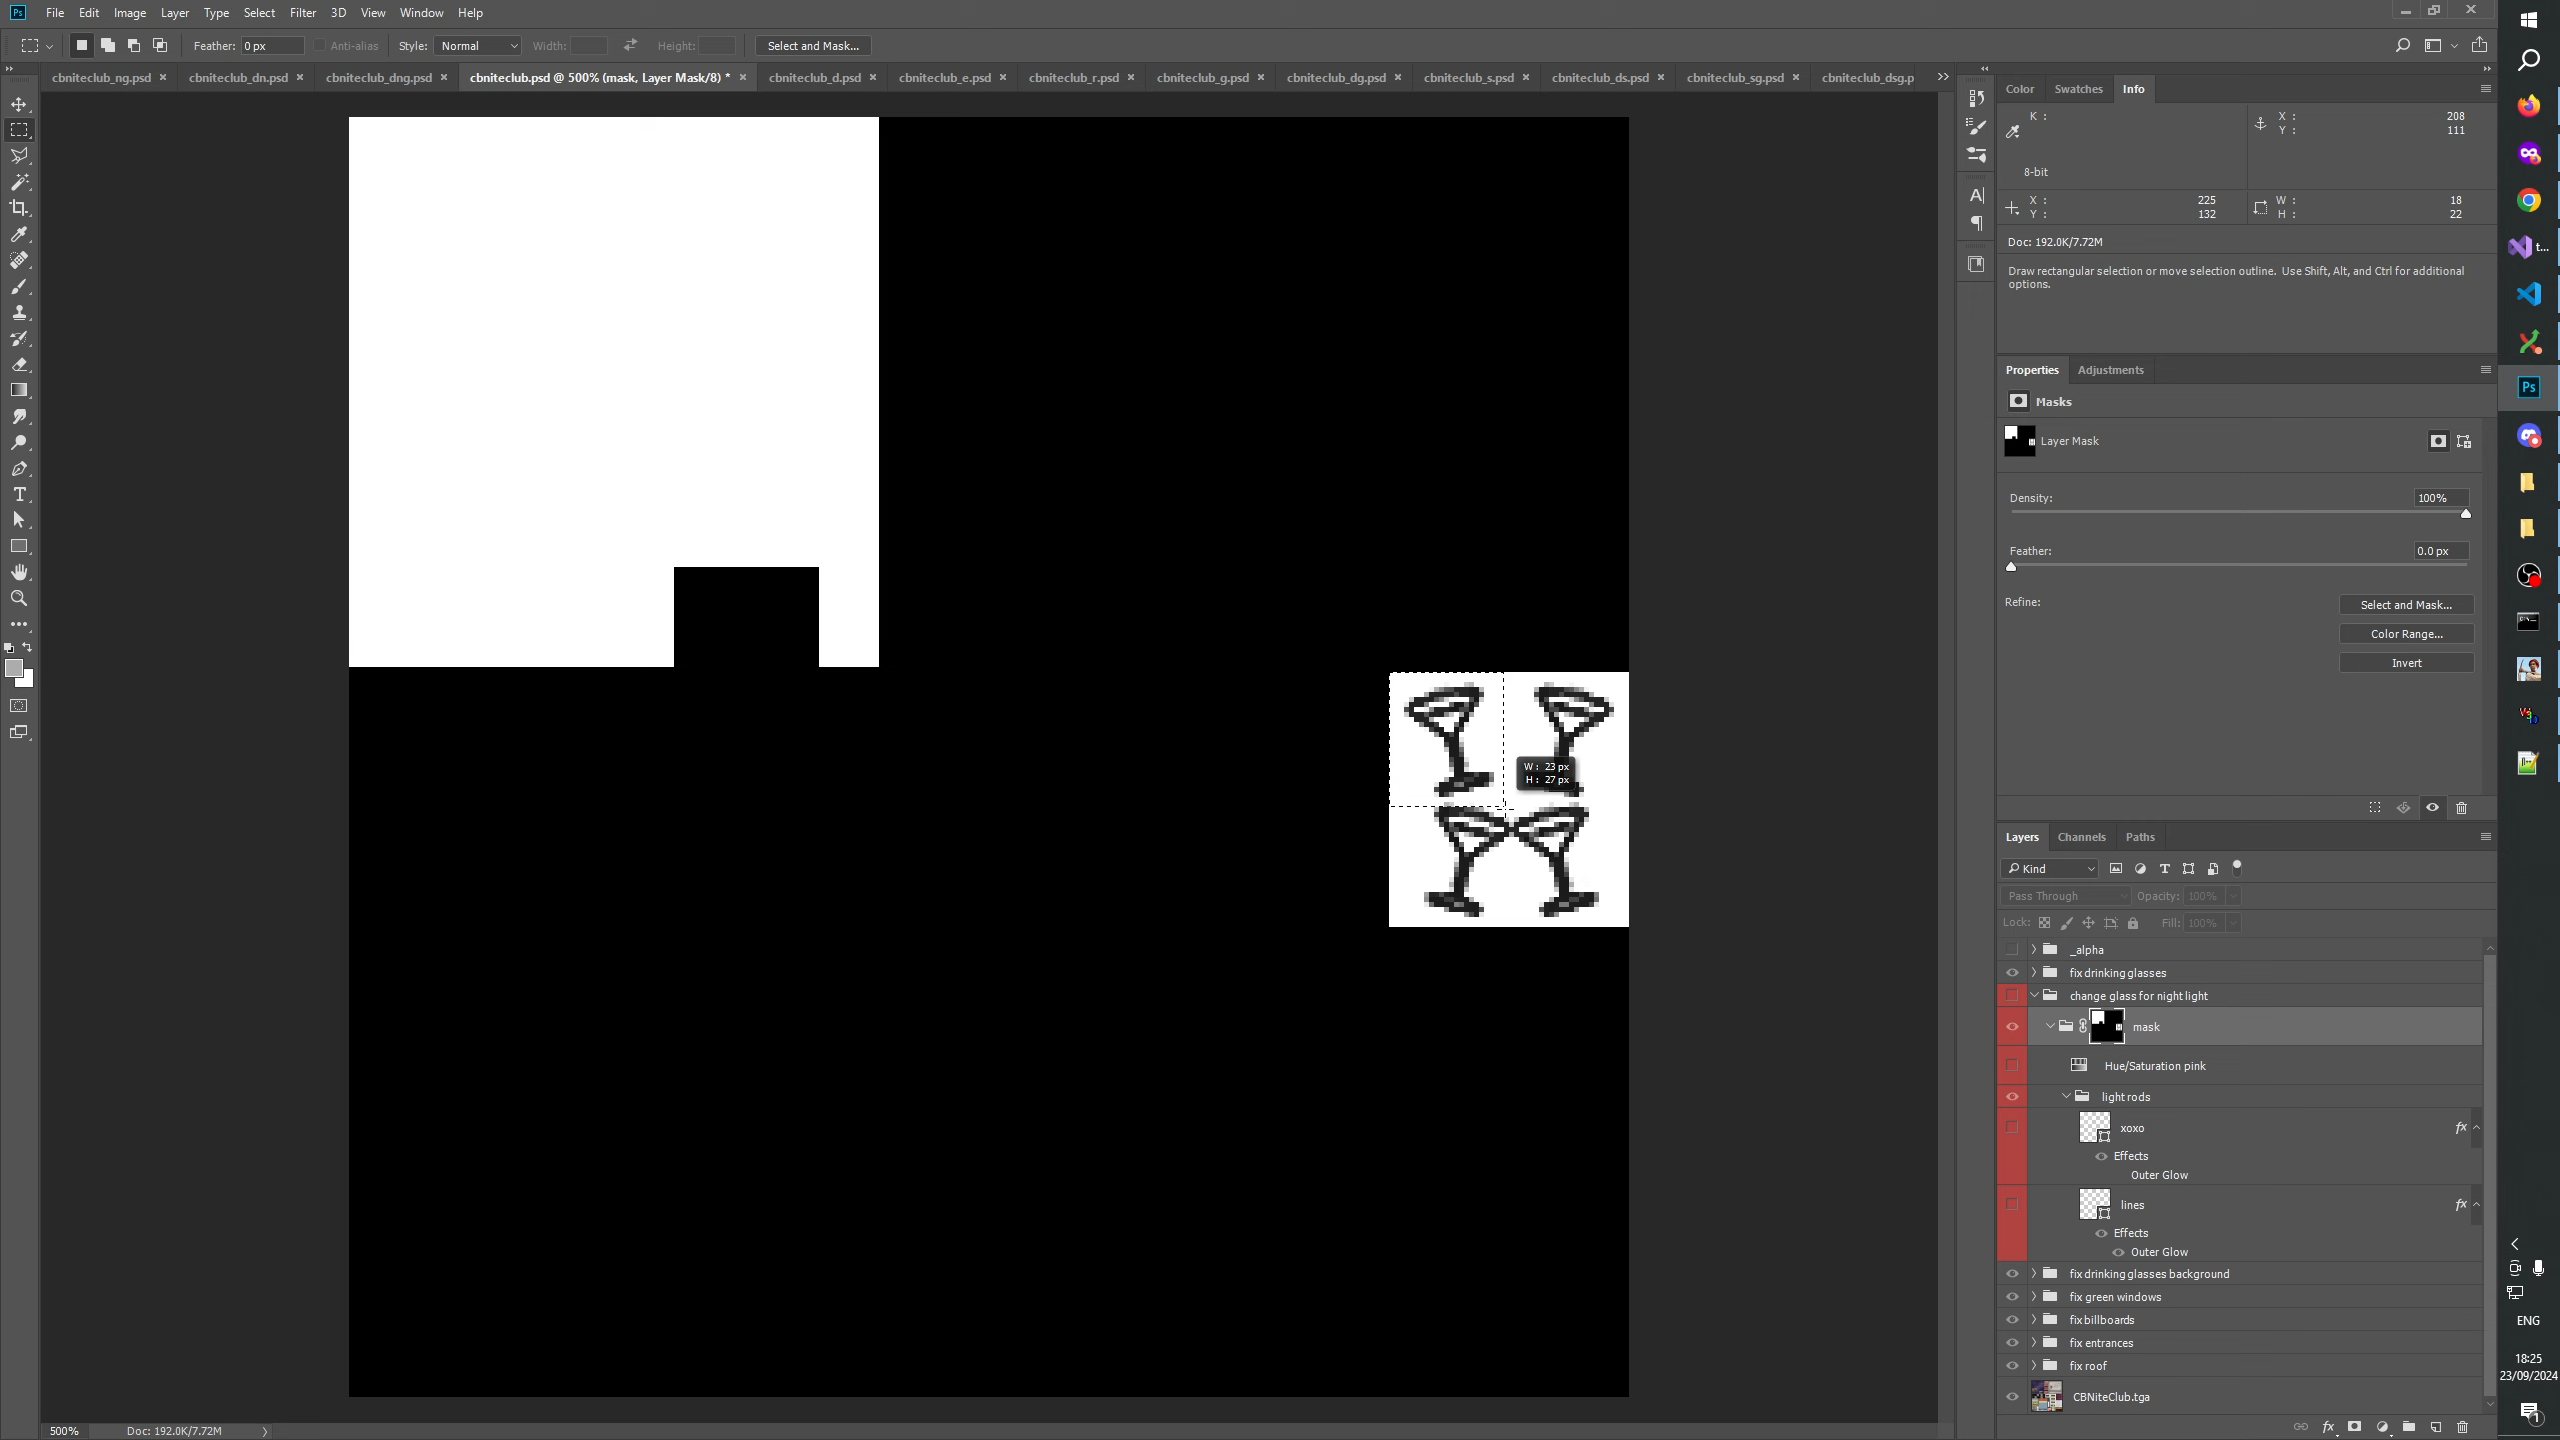 File Edit Image Layer Type Select Filter 3D View Window Help
Feather: 0 px Anti-alias Style: Normal Width: Height: Select and Mask...
cbniteclub_ng.psd × cbniteclub_dn.psd × cbniteclub_dng.psd × cbniteclub.psd @ 500% (mask, Layer Mask/8) * × cbniteclub_d.psd × cbniteclub_e.psd × cbniteclub_r.psd × cbniteclub_g.psd × cbniteclub_dg.psd × cbniteclub_s.psd × cbniteclub_ds.psd × cbniteclub_sg.psd × cbniteclub_dsg.p
Color Swatches Info
K : X : 208
Y : 111
8-bit
X : 225 W : 18
Y : 132 H : 22
Doc: 192.0K/7.72M
Draw rectangular selection or move selection outline. Use Shift, Alt, and Ctrl for additional
options.
Properties Adjustments
Masks
Layer Mask
Density: 100%
Feather: 0.0 px
Refine: Select and Mask...
Color Range...
Invert
W : 23 px
H : 27 px
Layers Channels Paths
Kind
Pass Through Opacity: 100%
Lock: Fill: 100%
_alpha
fix drinking glasses
change glass for night light
mask
Hue/Saturation pink
light rods
xoxo fx
Effects
Outer Glow
lines fx
Effects
Outer Glow
fix drinking glasses background
fix green windows
fix billboards
fix entrances
fix roof
CBNiteClub.tga
500% Doc: 192.0K/7.72M
Ps
t...
Ps
ENG
18:25
23/09/2024
1